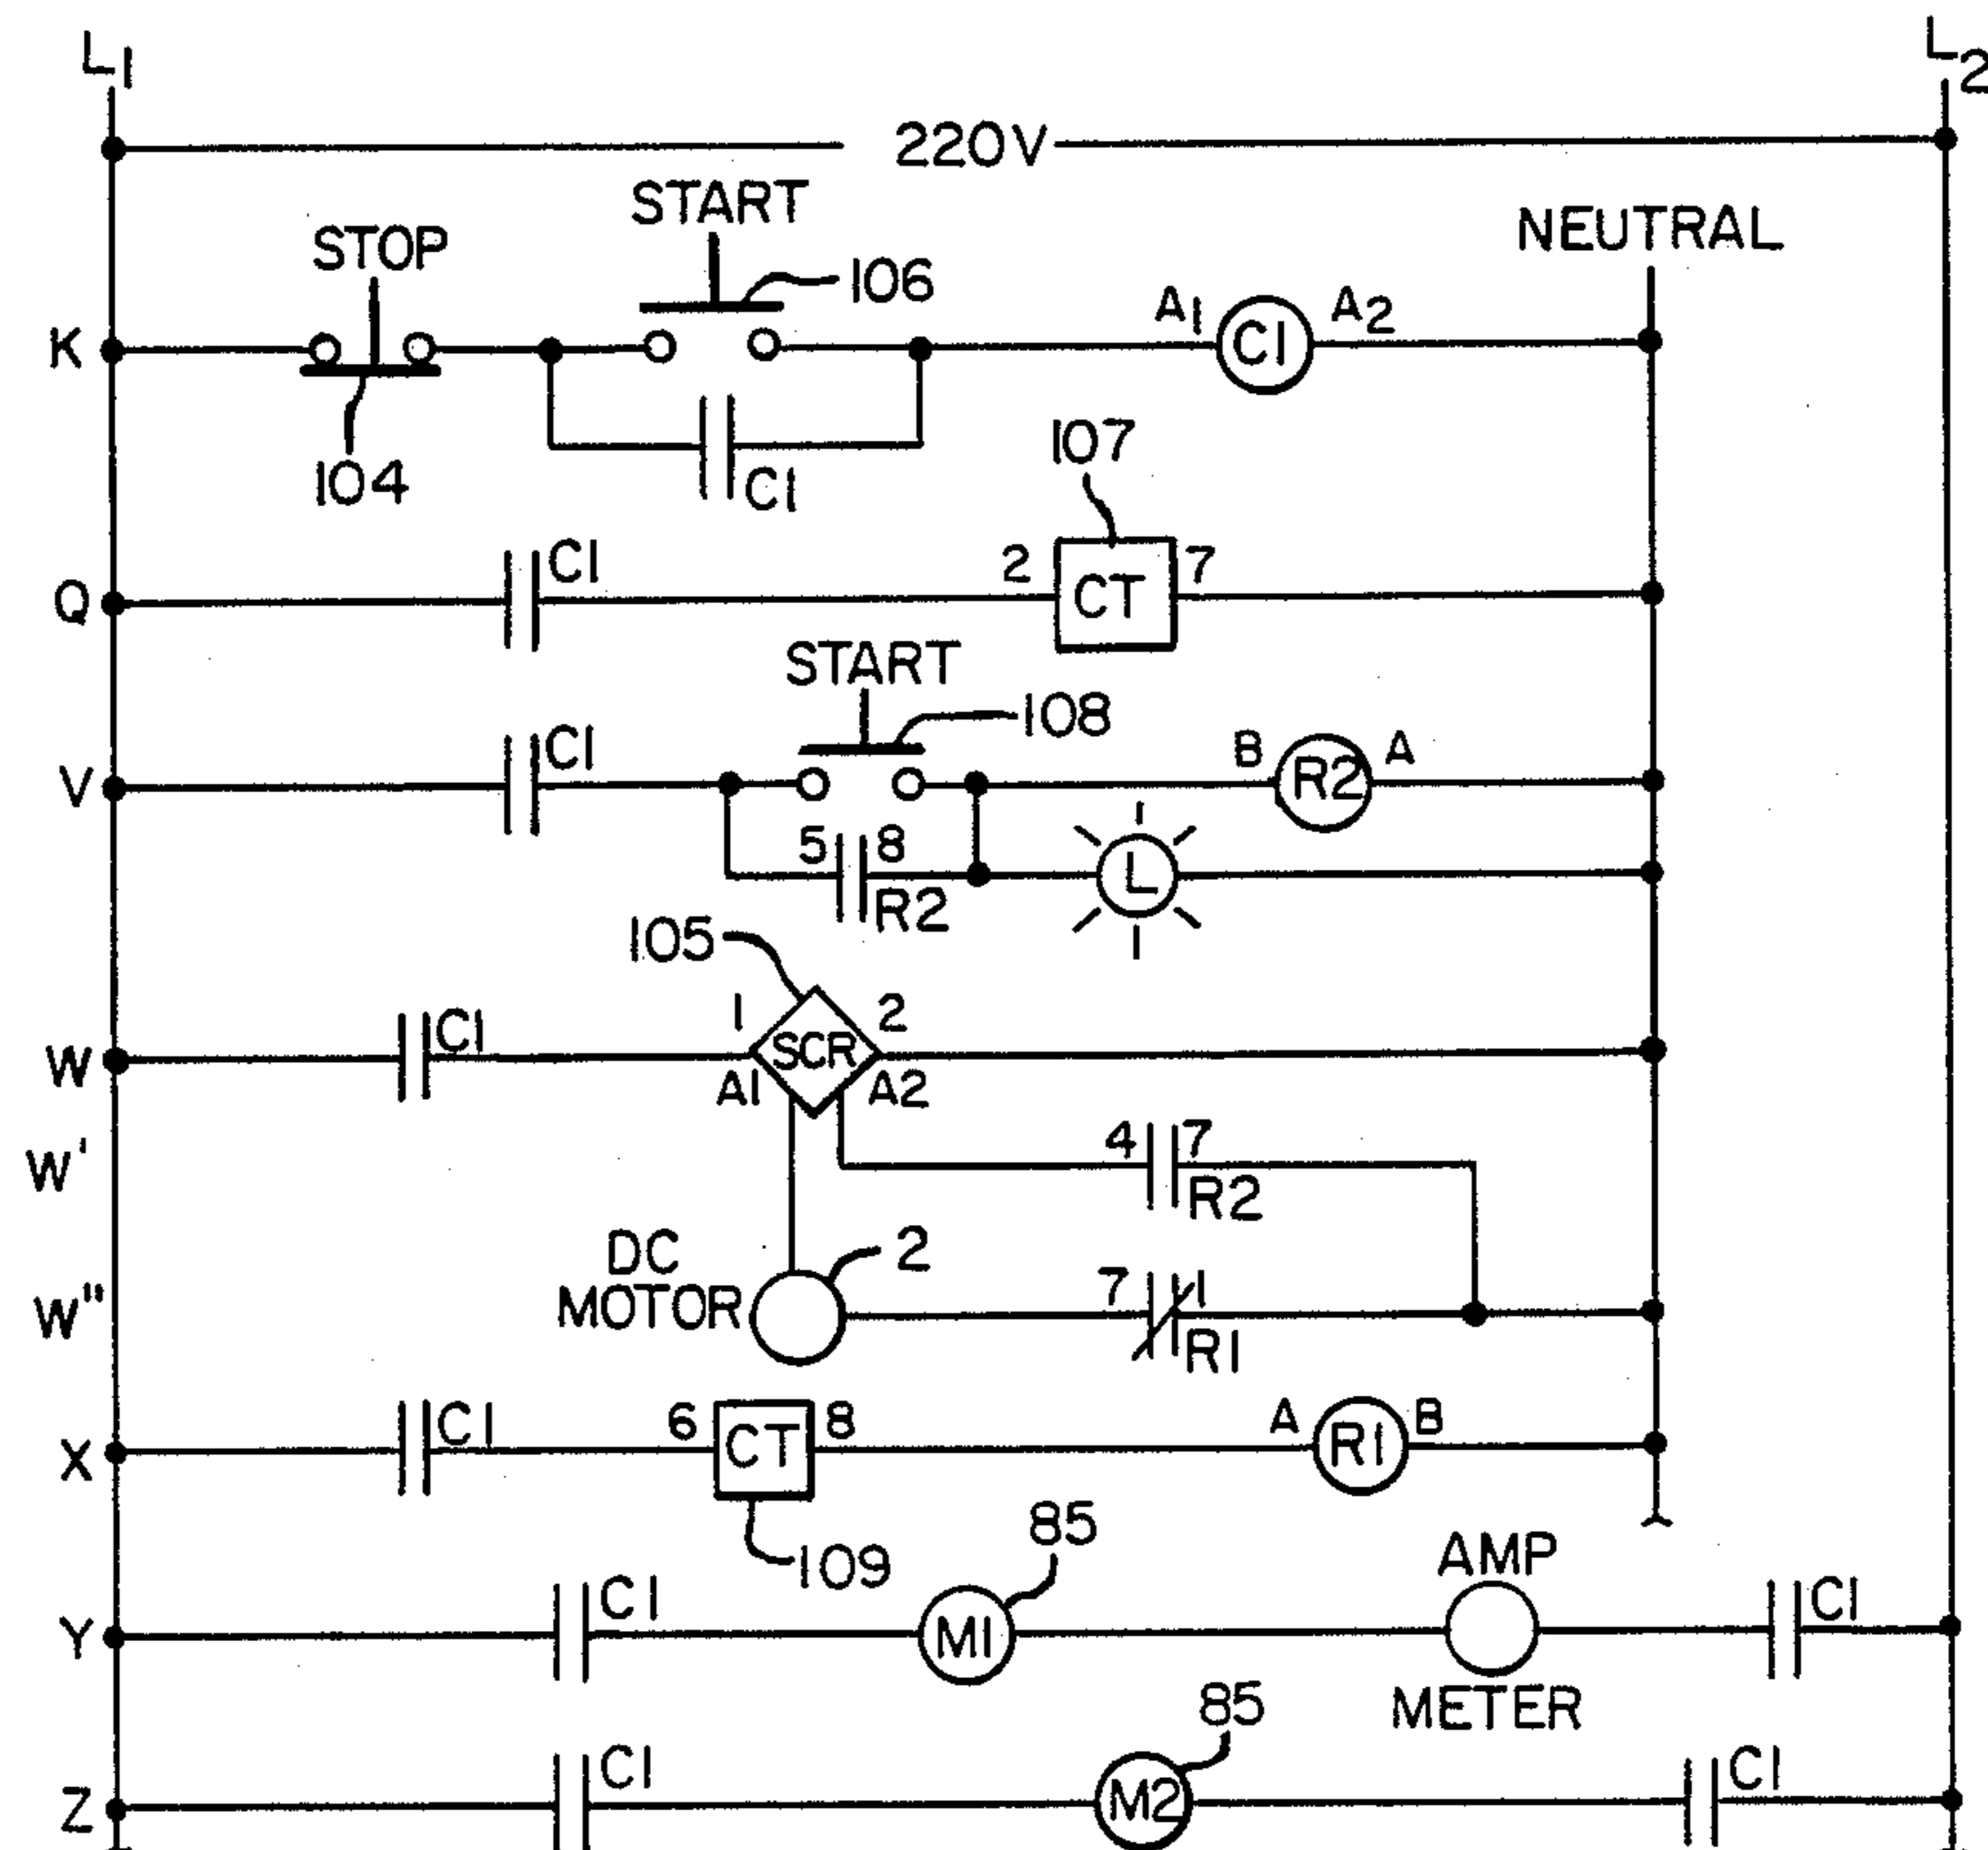 L1
L2
220V
START
NEUTRAL
STOP
106
K
A1
C1
A2
104
C1
107
Q
C1
2
CT
7
START
108
V
C1
B
R2
A
5
8
R2
L
105
W
C1
1
SCR
2
A1
A2
W'
4
7
R2
DC
MOTOR
2
W"
7
1
R1
X
C1
6
CT
8
A
R1
B
109
85
AMP
Y
C1
M1
C1
METER
85
Z
C1
M2
C1